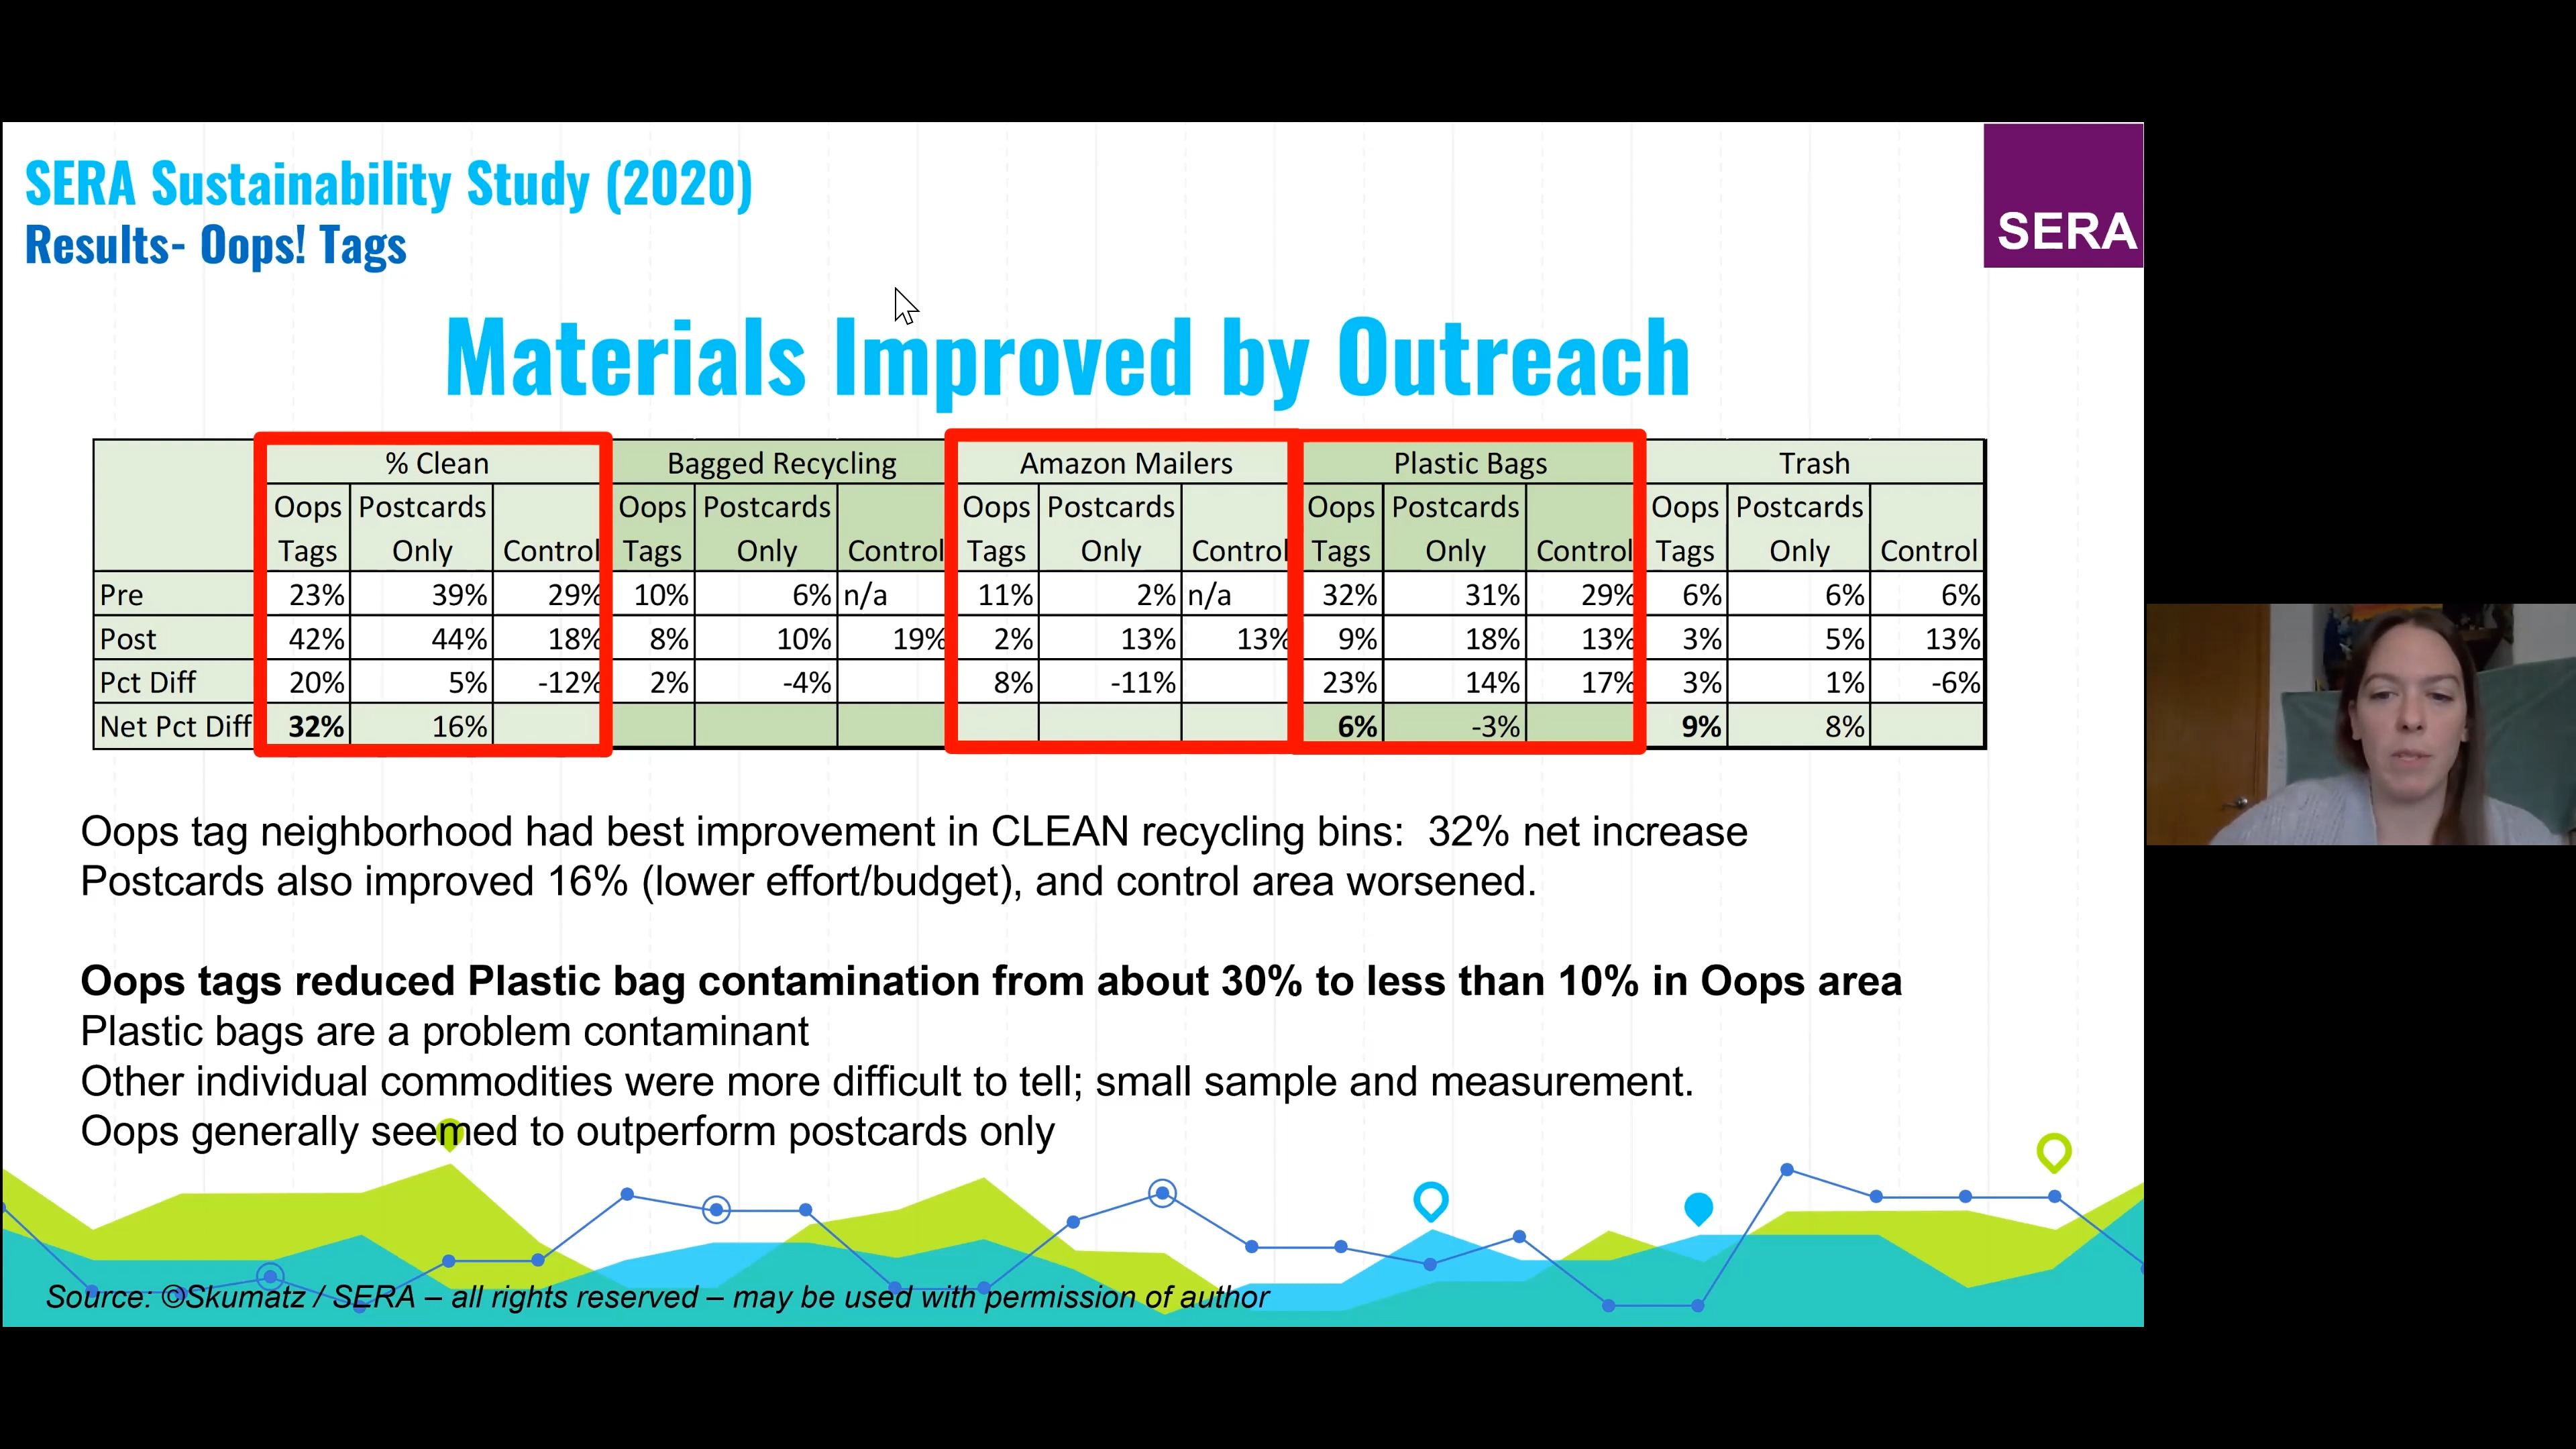 SERA Sustainability Study (2020)
Results- Oops! Tags
SERA
Materials Improved by Outreach
% Clean Bagged Recycling Amazon Mailers Plastic Bags Trash
Oops Tags Postcards Only Control Oops Tags Postcards Only Control Oops Tags Postcards Only Control Oops Tags Postcards Only Control Oops Tags Postcards Only Control
Pre 23% 39% 29% 10% 6% n/a 11% 2% n/a 32% 31% 29% 6% 6% 6%
Post 42% 44% 18% 8% 10% 19% 2% 13% 13% 9% 18% 13% 3% 5% 13%
Pct Diff 20% 5% -12% 2% -4% 8% -11% 23% 14% 17% 3% 1% -6%
Net Pct Diff 32% 16% 6% -3% 9% 8%
Oops tag neighborhood had best improvement in CLEAN recycling bins: 32% net increase
Postcards also improved 16% (lower effort/budget), and control area worsened.
Oops tags reduced Plastic bag contamination from about 30% to less than 10% in Oops area
Plastic bags are a problem contaminant
Other individual commodities were more difficult to tell; small sample and measurement.
Oops generally seemed to outperform postcards only
Source: ©Skumatz / SERA – all rights reserved – may be used with permission of author